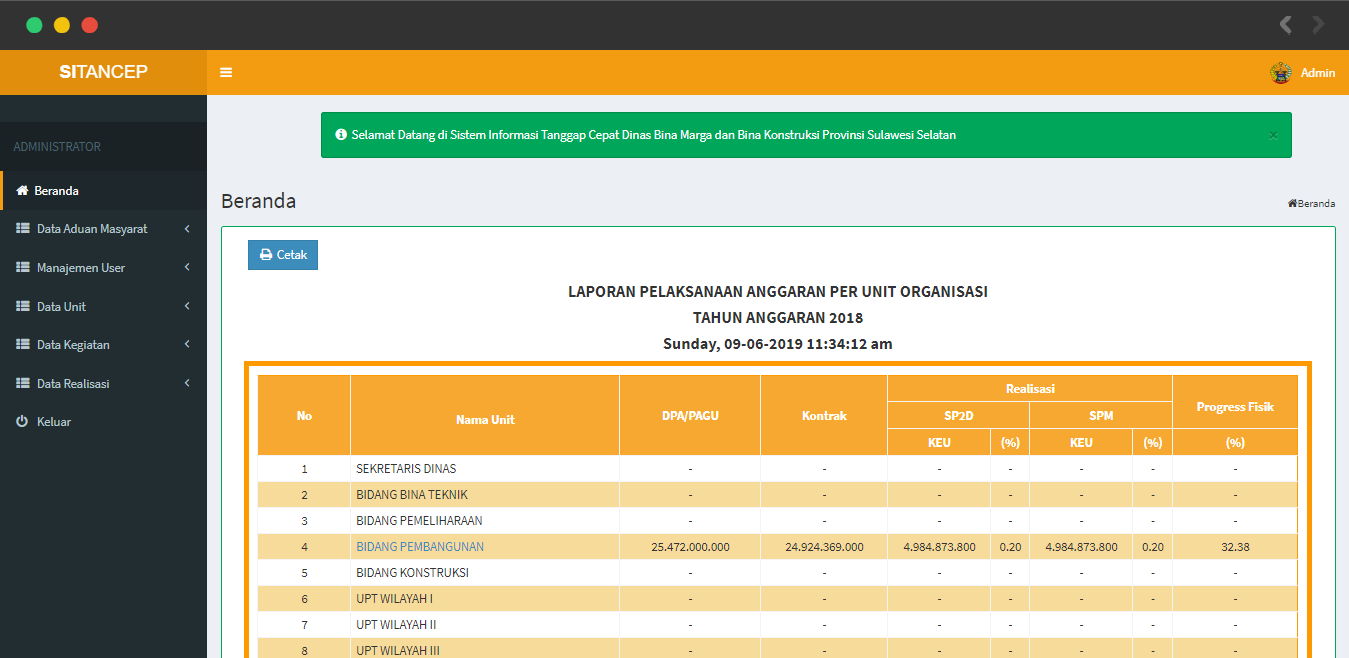 SITANCEP
Admin
ADMINISTRATOR
Beranda
Data Aduan Masyarat
Manajemen User
Data Unit
Data Kegiatan
Data Realisasi
Keluar
Selamat Datang di Sistem Informasi Tanggap Cepat Dinas Bina Marga dan Bina Konstruksi Provinsi Sulawesi Selatan ×
Beranda
Beranda
Cetak
LAPORAN PELAKSANAAN ANGGARAN PER UNIT ORGANISASI
TAHUN ANGGARAN 2018
Sunday, 09-06-2019 11:34:12 am
No Nama Unit DPA/PAGU Kontrak Realisasi Progress Fisik
SP2D SPM
KEU (%) KEU (%) (%)
1 SEKRETARIS DINAS - - - - - - -
2 BIDANG BINA TEKNIK - - - - - - -
3 BIDANG PEMELIHARAAN - - - - - - -
4 BIDANG PEMBANGUNAN 25.472.000.000 24.924.369.000 4.984.873.800 0.20 4.984.873.800 0.20 32.38
5 BIDANG KONSTRUKSI - - - - - - -
6 UPT WILAYAH I - - - - - - -
7 UPT WILAYAH II - - - - - - -
8 UPT WILAYAH III - - - - - - -